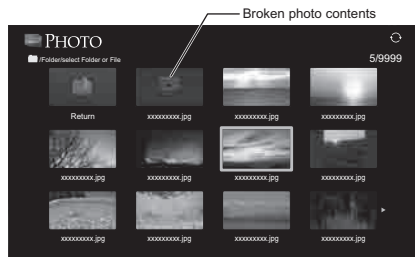 Broken photo contents
PHOTO
/Folder/select Folder or File
5/9999
Return xxxxxxxxx.jpg xxxxxxxxx.jpg xxxxxxxxx.jpg
xxxxxxxxx.jpg xxxxxxxxx.jpg xxxxxxxxx.jpg xxxxxxxxx.jpg
xxxxxxxxx.jpg xxxxxxxxx.jpg xxxxxxxxx.jpg xxxxxxxxx.jpg